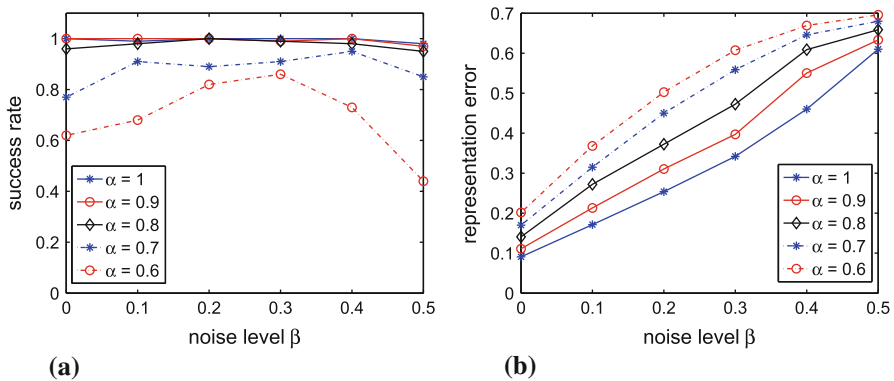 1
0.8
0.6
0.4
0.2
0
success rate
α = 1
α = 0.9
α = 0.8
α = 0.7
α = 0.6
0 0.1 0.2 0.3 0.4 0.5
noise level β
(a)
0.7
0.6
0.5
0.4
0.3
0.2
0.1
0
representation error
α = 1
α = 0.9
α = 0.8
α = 0.7
α = 0.6
0 0.1 0.2 0.3 0.4 0.5
noise level β
(b)